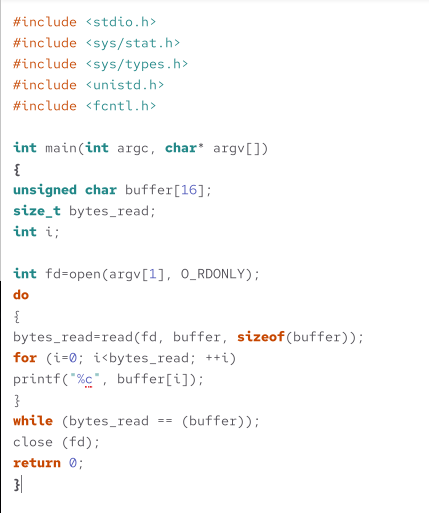 #include <stdio.h>
#include <sys/stat.h>
#include <sys/types.h>
#include <unistd.h>
#include <fcntl.h>
int main(int argc, char* argv[])
{
unsigned char buffer[16];
size_t bytes_read;
int i;
int fd=open(argv[1], O_RDONLY);
do
{
bytes_read=read(fd, buffer, sizeof(buffer));
for (i=0; i<bytes_read; ++i)
printf("%c", buffer[i]);
}
while (bytes_read == (buffer));
close (fd);
return 0;
}